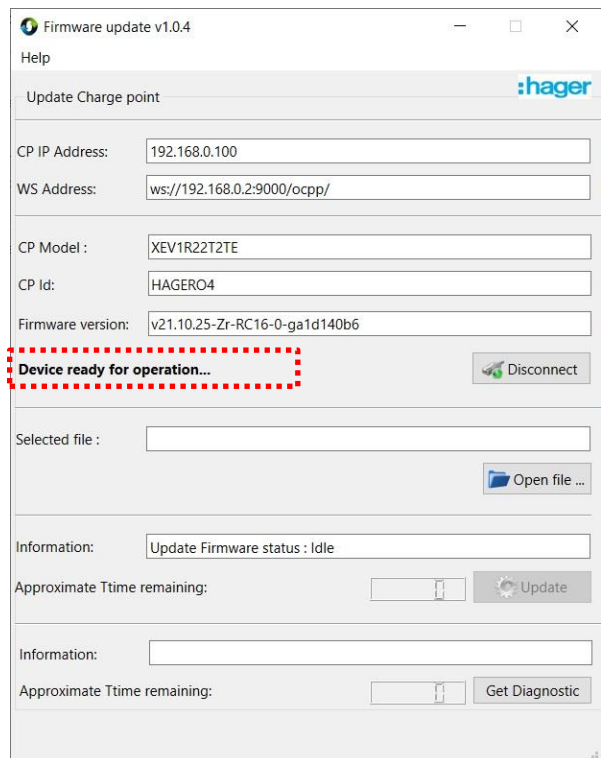 Firmware update v1.0.4
Help
:hager
Update Charge point
CP IP Address: 192.168.0.100
WS Address: ws://192.168.0.2:9000/ocpp/
CP Model : XEV1R22T2TE
CP Id: HAGERO4
Firmware version: v21.10.25-Zr-RC16-0-ga1d140b6
Device ready for operation... Disconnect
Selected file :
Open file ...
Information: Update Firmware status : Idle
Approximate Ttime remaining: 0 Update
Information:
Approximate Ttime remaining: 0 Get Diagnostic